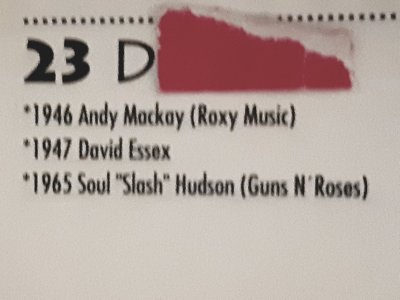 23 D
*1946 Andy Mackay (Roxy Music)
*1947 David Essex
*1965 Soul "Slash" Hudson (Guns N´Roses)